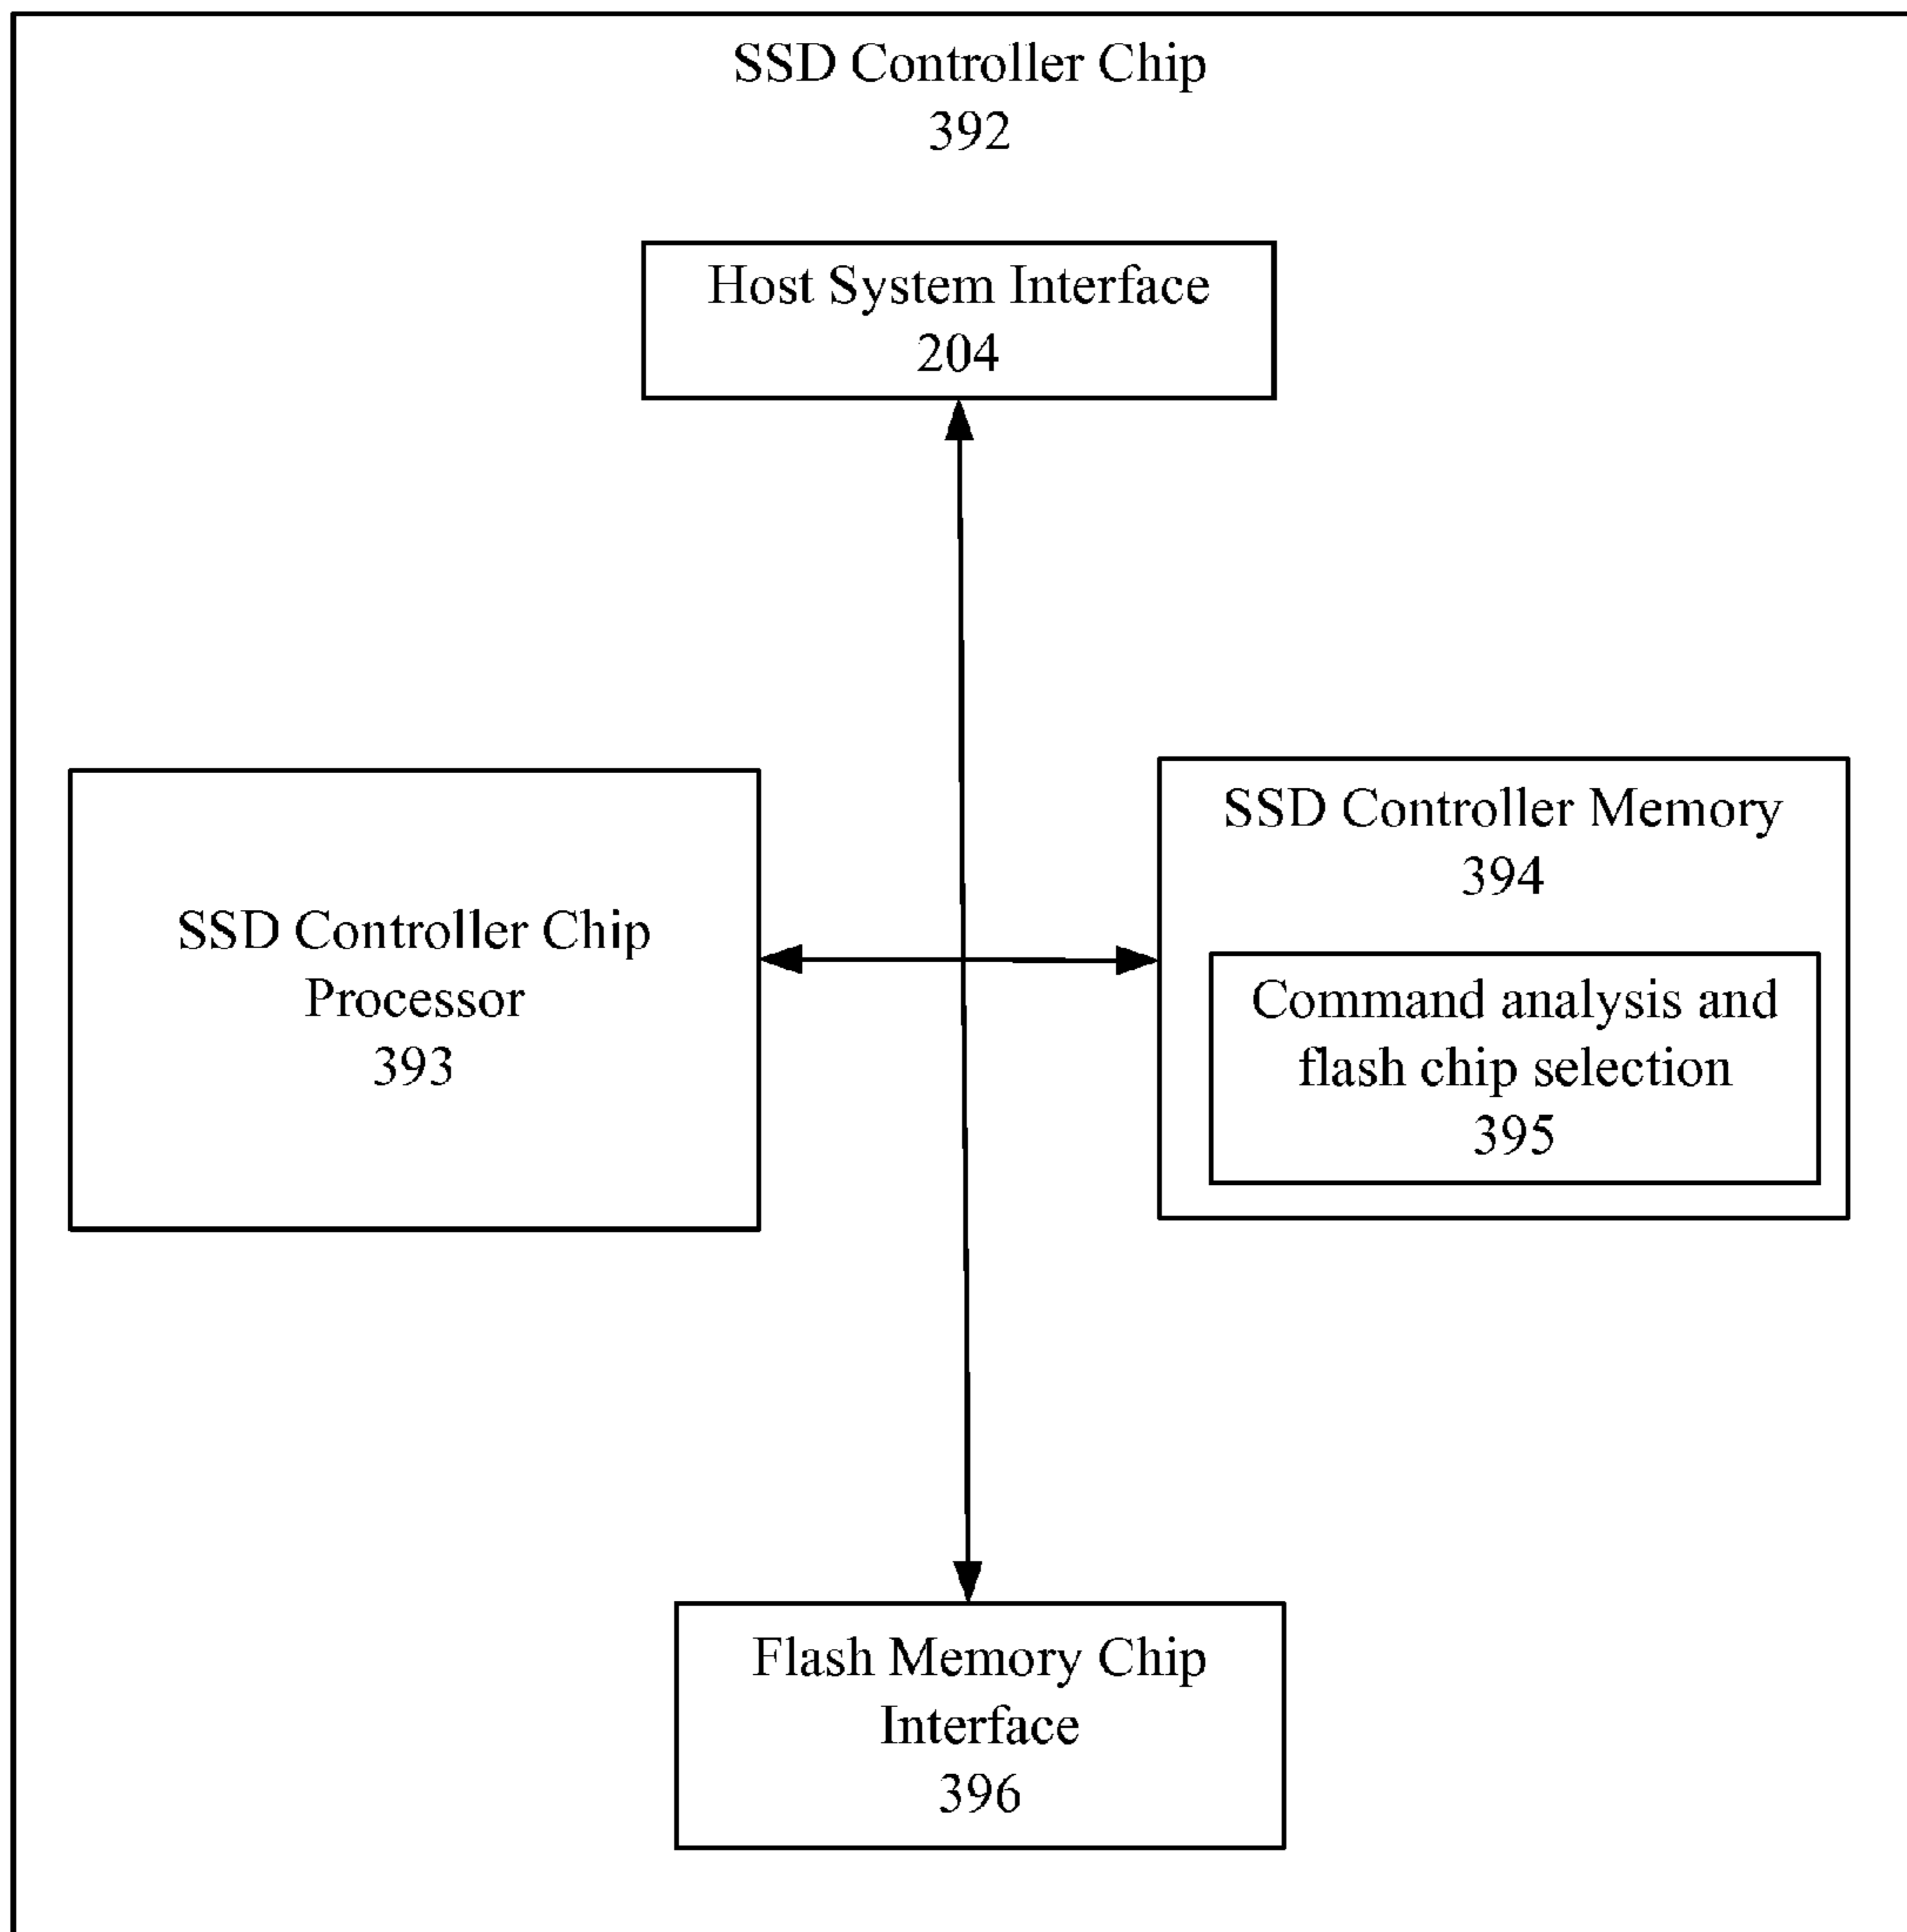 SSD Controller Chip
392
Host System Interface
204
SSD Controller Chip
Processor
393
SSD Controller Memory
394
Command analysis and
flash chip selection
395
Flash Memory Chip
Interface
396